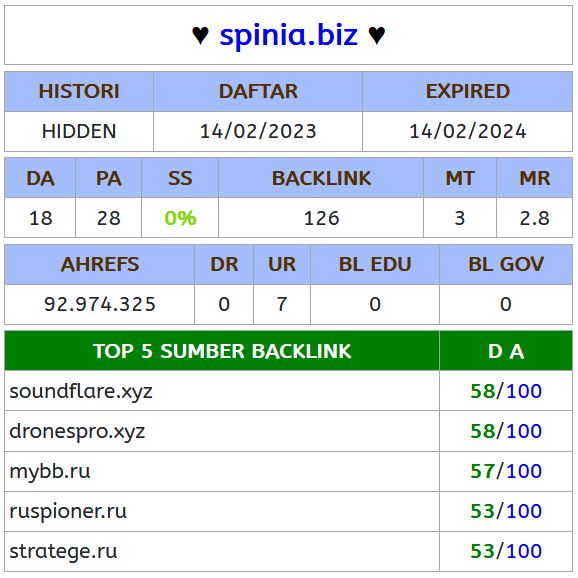 ♥ spinia.biz ♥
HISTORI DAFTAR EXPIRED
HIDDEN 14/02/2023 14/02/2024
DA PA SS BACKLINK MT MR
18 28 0% 126 3 2.8
AHREFS DR UR BL EDU BL GOV
92.974.325 0 7 0 0
TOP 5 SUMBER BACKLINK D A
soundflare.xyz 58/100
dronespro.xyz 58/100
mybb.ru 57/100
ruspioner.ru 53/100
stratege.ru 53/100